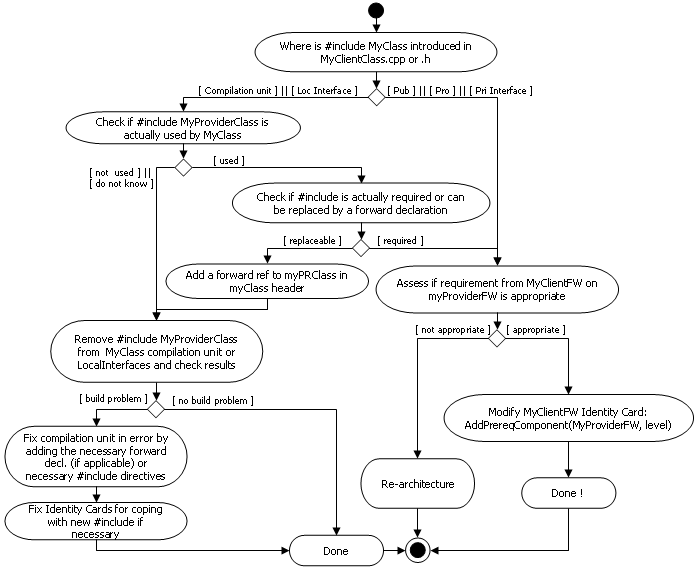 Where is #include MyClass introduced in
MyClientClass.cpp or .h
[ Compilation unit ] || [ Loc Interface ]
[ Pub ] || [ Pro ] || [ Pri Interface ]
Check if #include MyProviderClass is
actually used by MyClass
[ not  used ] ||
[ do not know ]
[ used ]
Check if #include is actually required or can
be replaced by a forward declaration
[ replaceable ]
[ required ]
Add a forward ref to myPRClass in
myClass header
Assess if requirement from MyClientFW on
myProviderFW is appropriate
Remove #include MyProviderClass
from  MyClass compilation unit or
LocalInterfaces and check results
[ not appropriate ]
[ appropriate ]
[ build problem ]
[ no build problem ]
Modify MyClientFW Identity Card:
AddPrereqComponent(MyProviderFW, level)
Fix compilation unit in error by
adding the necessary forward
decl. (if applicable) or
necessary #include directives
Re-architecture
Done !
Fix Identity Cards for coping
with new #include if
necessary
Done